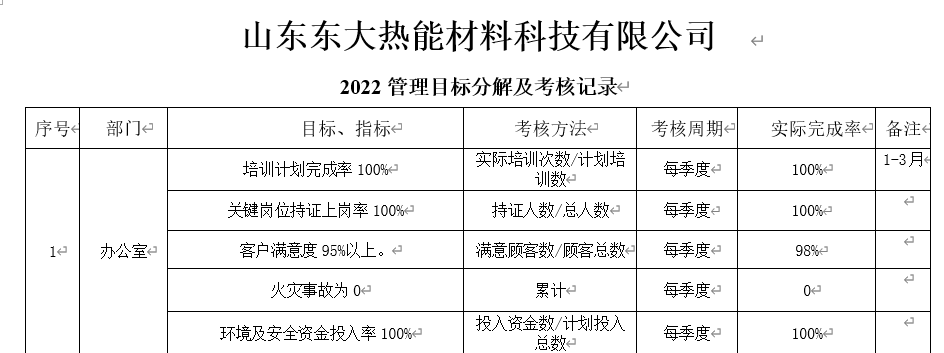 山东东大热能材料科技有限公司
2022 管理目标分解及考核记录
序号 部门 目标、指标 考核方法 考核周期 实际完成率 备注
1 办公室 培训计划完成率 100% 实际培训次数/计划培训数 每季度 100% 1-3月
关键岗位持证上岗率 100% 持证人数/总人数 每季度 100%
客户满意度 95%以上。 满意顾客数/顾客总数 每季度 98%
火灾事故为 0 累计 每季度 0
环境及安全资金投入率 100% 投入资金数/计划投入总数 每季度 100%